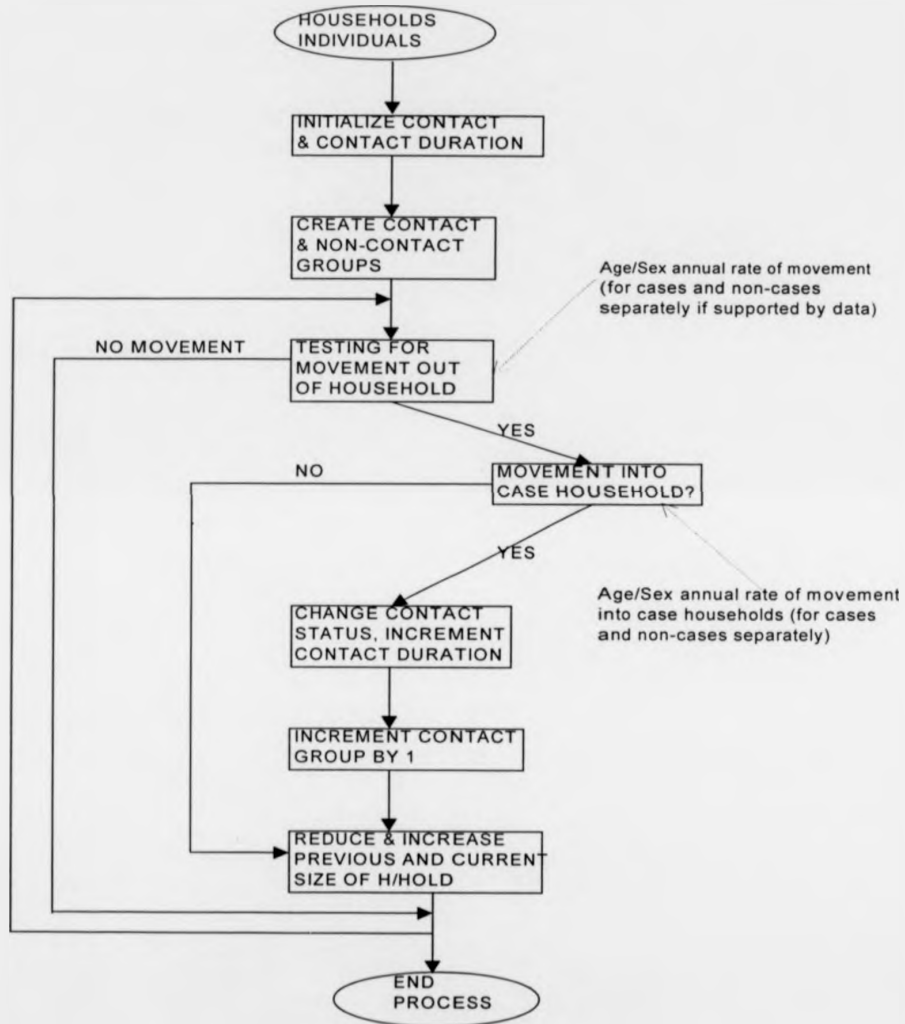 HOUSEHOLDS
INDIVIDUALS
INITIALIZE CONTACT
& CONTACT DURATION
CREATE CONTACT
& NON-CONTACT
GROUPS
Age/Sex annual rate of movement
(for cases and non-cases
separately if supported by data)
NO MOVEMENT
TESTING FOR
MOVEMENT OUT
OF HOUSEHOLD
YES
NO
MOVEMENT INTO
CASE HOUSEHOLD?
YES
Age/Sex annual rate of movement
into case households (for cases
and non-cases separately)
CHANGE CONTACT
STATUS, INCREMENT
CONTACT DURATION
INCREMENT CONTACT
GROUP BY 1
REDUCE & INCREASE
PREVIOUS AND CURRENT
SIZE OF H/HOLD
END
PROCESS